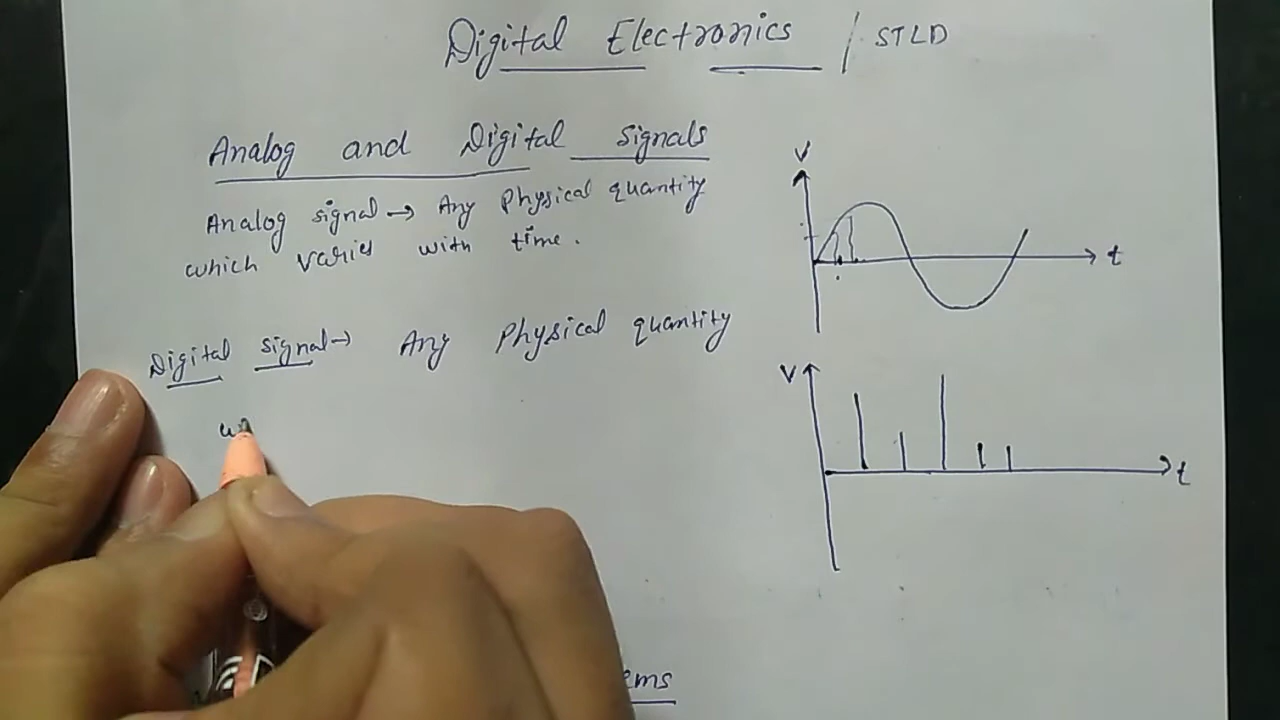 Digital Electronics / STLD
Analog and Digital signals
Analog signal → Any Physical quantity
which varies with time.
Digital signal → Any Physical quantity
V
t
V
t